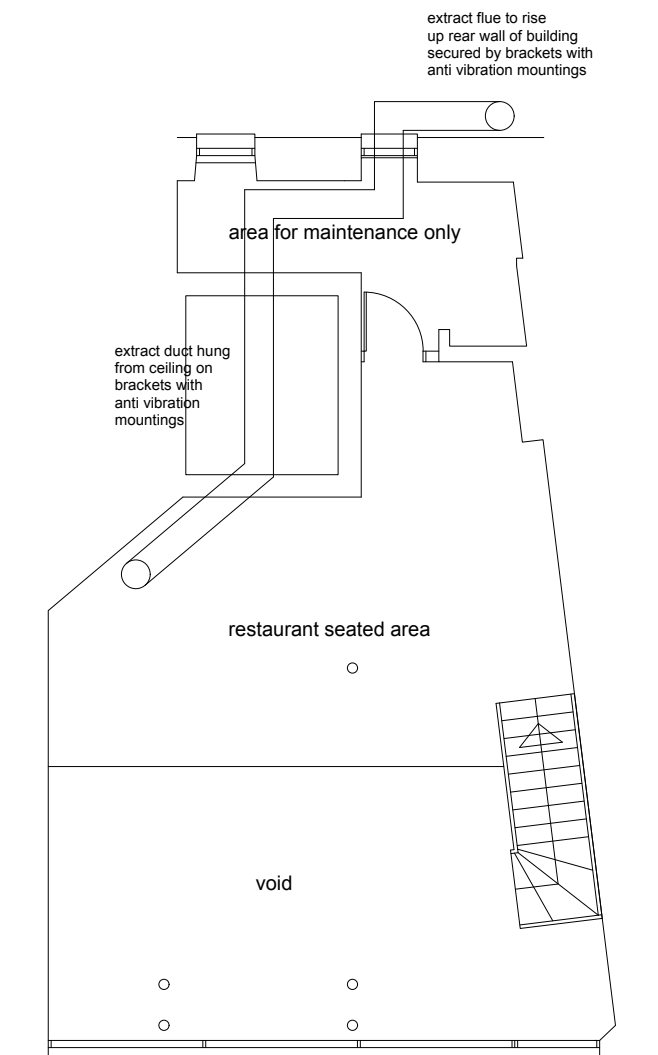 extract flue to rise
up rear wall of building
secured by brackets with
anti vibration mountings
area for maintenance only
extract duct hung
from ceiling on
brackets with
anti vibration
mountings
restaurant seated area
void